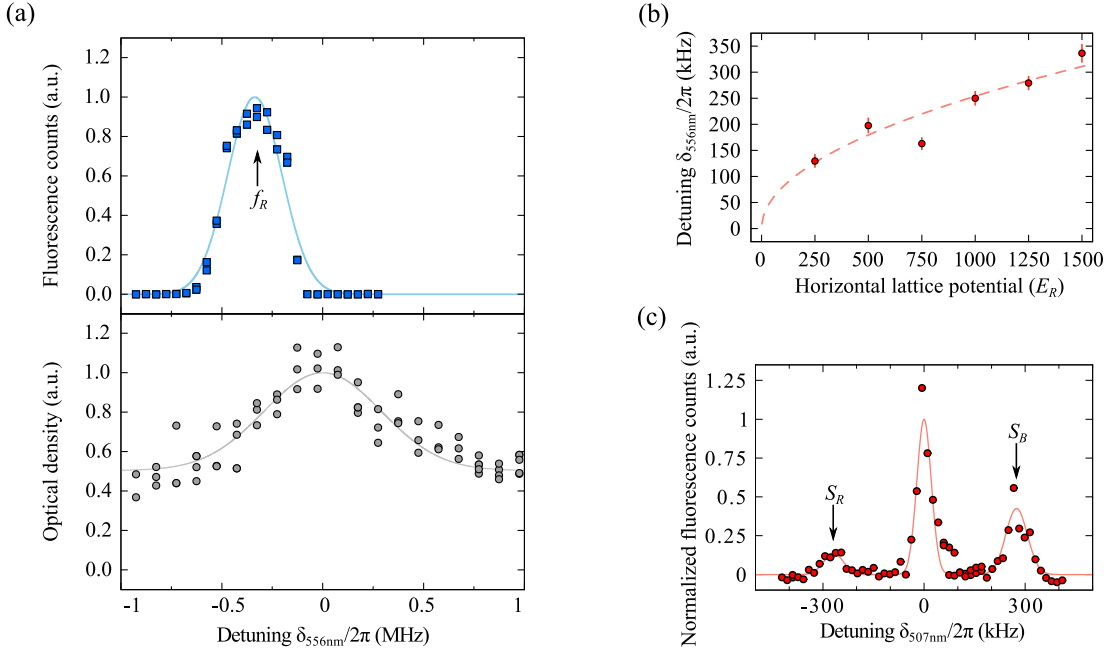 (a)
Fluorescence counts (a.u.)
1.2
1.0
0.8
0.6
0.4
0.2
0.0
f_R
Optical density (a.u.)
1.2
1.0
0.8
0.6
0.4
0.2
0.0
-1 -0.5 0 0.5 1
Detuning δ556nm/2π (MHz)
(b)
Detuning δ556nm/2π (kHz)
350
300
250
200
150
100
50
0
0 250 500 750 1000 1250 1500
Horizontal lattice potential (E_R)
(c)
Normalized fluorescence counts (a.u.)
1.25
1
0.75
0.5
0.25
0
S_R
S_B
-300 0 300
Detuning δ507nm/2π (kHz)